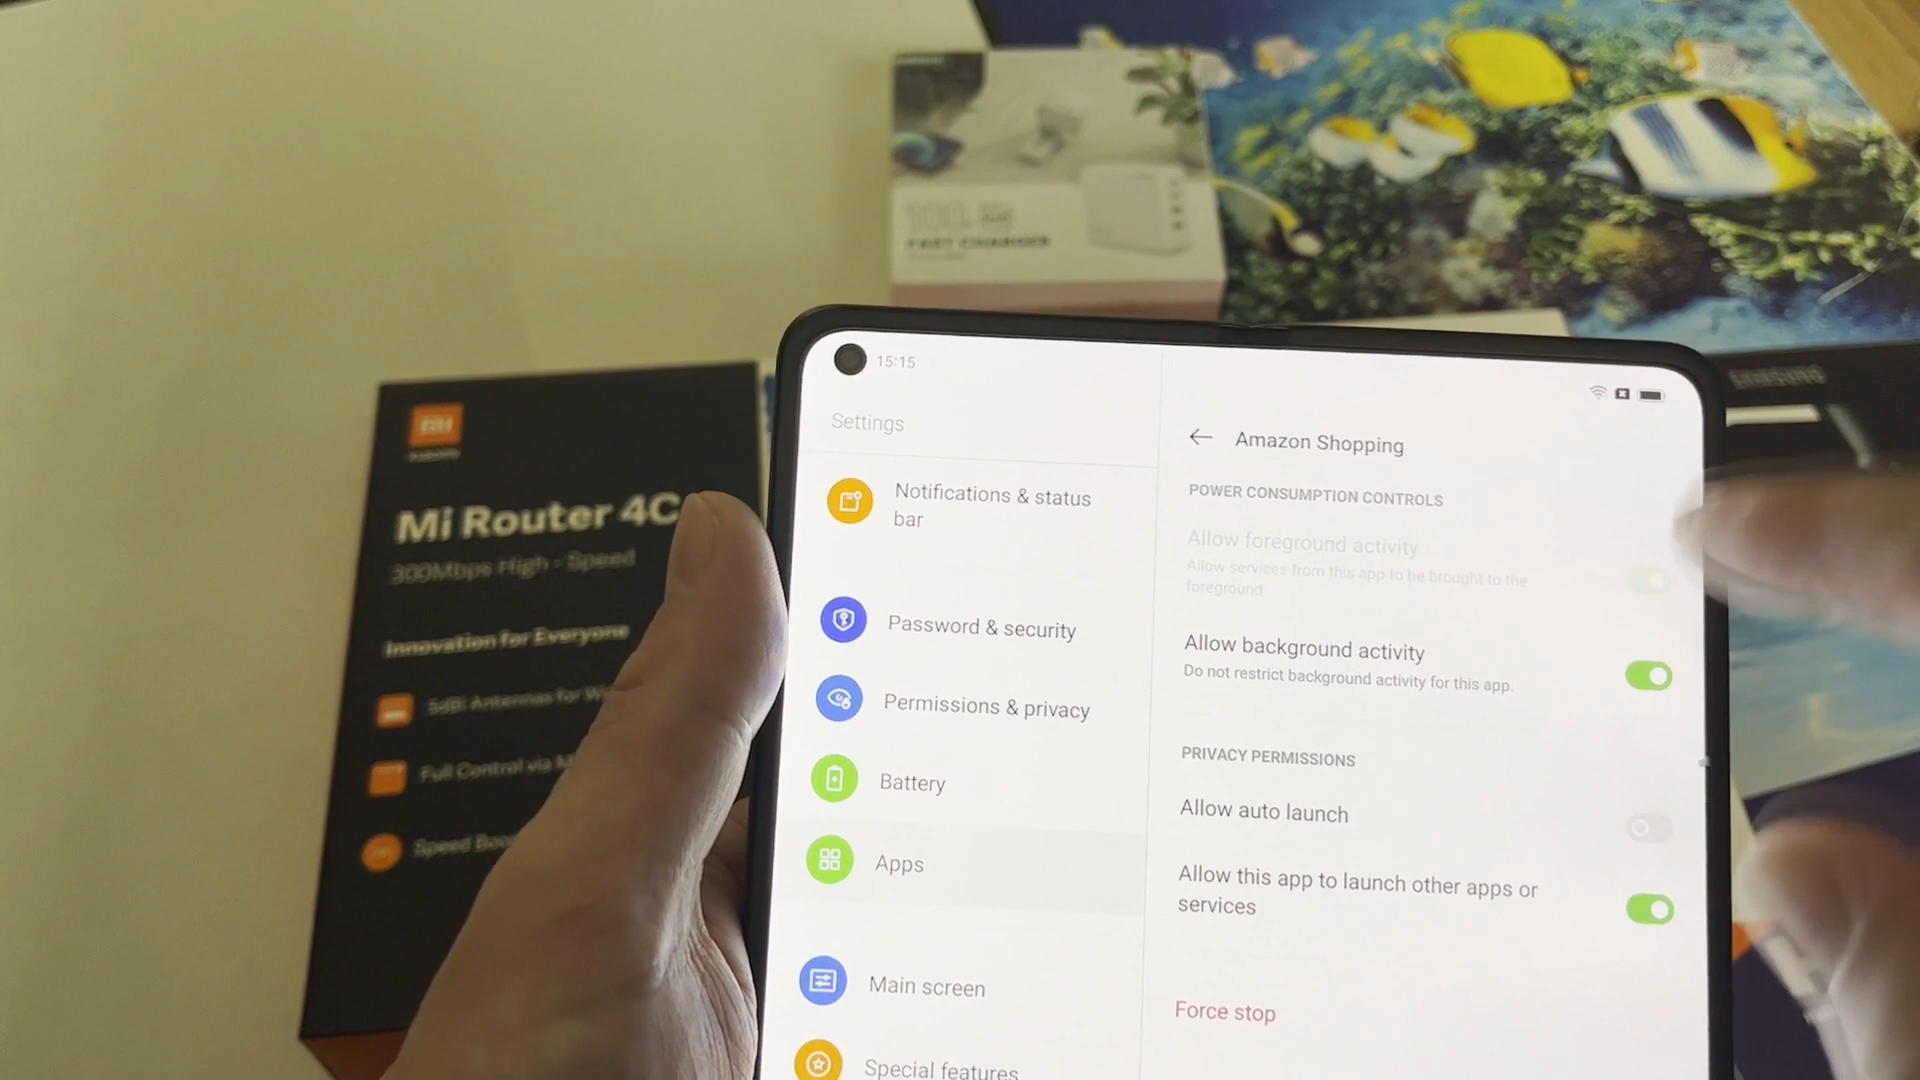 FAST CHARGER
SAMSUNG
mi
Mi Router 4C
300Mbps High - Speed
Innovation for Everyone
5dBi Antennas for
Full Control via
Speed
15:15
Settings
Notifications & status
bar
Password & security
Permissions & privacy
Battery
Apps
Main screen
Special features
Amazon Shopping
POWER CONSUMPTION CONTROLS
Allow foreground activity
Allow services from this app to be brought to the
foreground
Allow background activity
Do not restrict background activity for this app.
PRIVACY PERMISSIONS
Allow auto launch
Allow this app to launch other apps or
services
Force stop